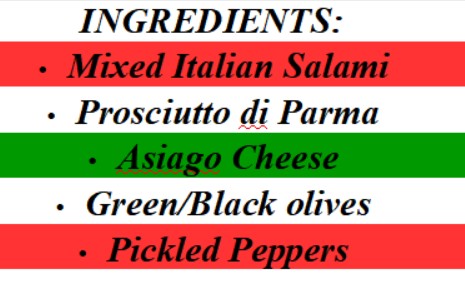 INGREDIENTS:
• Mixed Italian Salami
• Prosciutto di Parma
• Asiago Cheese
• Green/Black olives
• Pickled Peppers